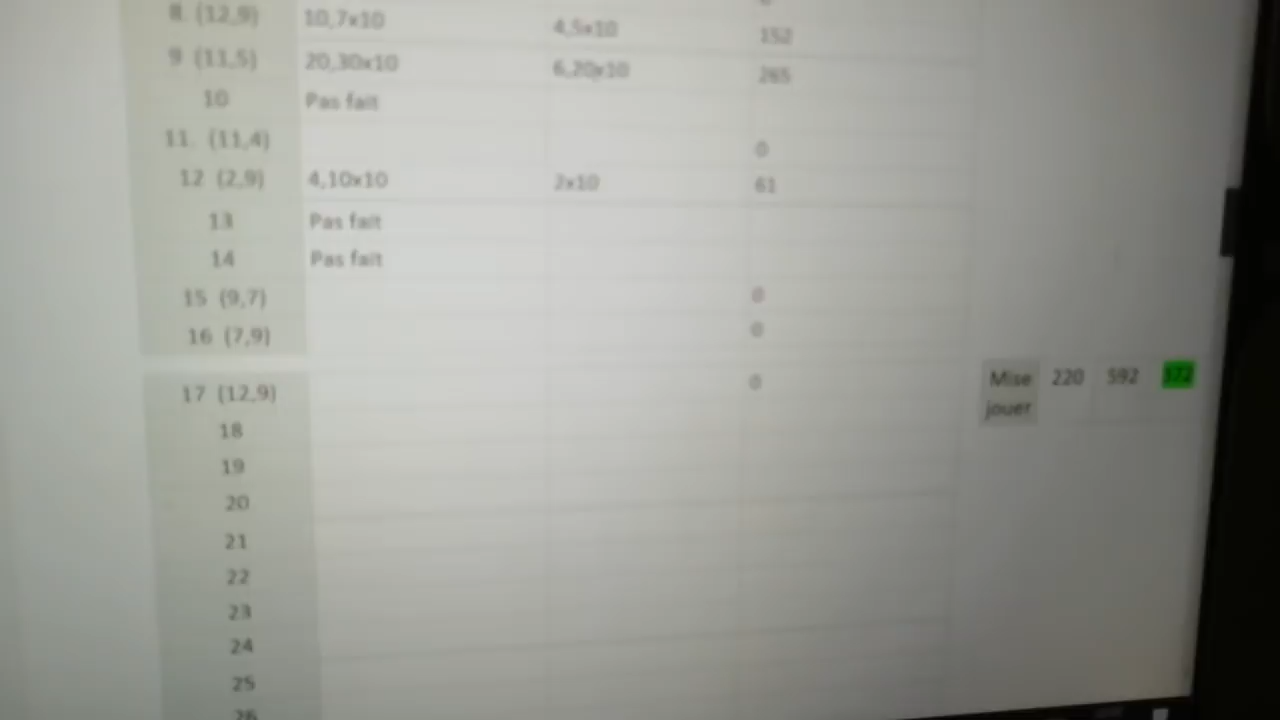 8. (12,9) 10,7x10 4,5x10 152
9 (11,5) 20,30x10 6,20x10 265
10 Pas fait
11. (11,4) 0
12 (2,9) 4,10x10 2x10 61
13 Pas fait
14 Pas fait
15 (9,7) 0
16 (7,9) 0
17 (12,9) 0
Mise 220 592 372
jouer
18
19
20
21
22
23
24
25
26